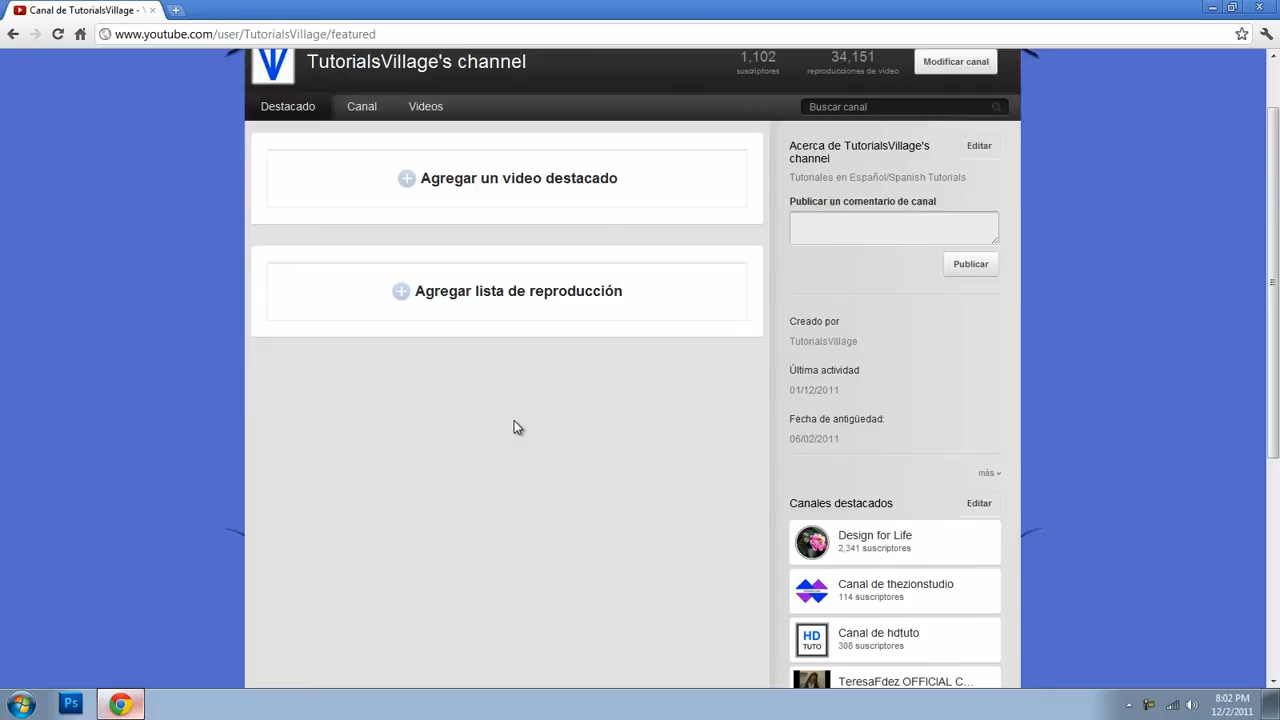 Canal de TutorialsVillage -
www.youtube.com/user/TutorialsVillage/featured
TutorialsVillage's channel
1,102
suscriptores
34,151
reproducciones de video
Modificar canal
Destacado
Canal
Videos
Buscar canal
Agregar un video destacado
Agregar lista de reproducción
Acerca de TutorialsVillage's
channel
Editar
Tutoriales en Español/Spanish Tutorials
Publicar un comentario de canal
Publicar
Creado por
TutorialsVillage
Última actividad
01/12/2011
Fecha de antigüedad:
06/02/2011
más
Canales destacados
Editar
Design for Life
2,341 suscriptores
Canal de thezionstudio
114 suscriptores
HD
TUTO
Canal de hdtuto
308 suscriptores
TeresaFdez OFFICIAL C...
Ps
8:02 PM
12/2/2011